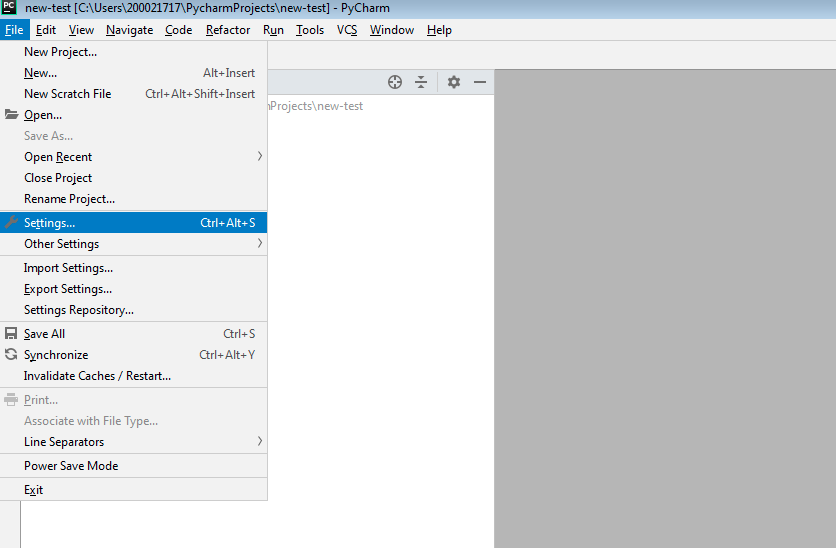 PC new-test [C:\Users\200021717\PycharmProjects\new-test] - PyCharm
File Edit View Navigate Code Refactor Run Tools VCS Window Help
New Project...
New... Alt+Insert
mProjects\new-test
New Scratch File Ctrl+Alt+Shift+Insert
Open...
Save As...
Open Recent
Close Project
Rename Project...
Settings... Ctrl+Alt+S
Other Settings
Import Settings...
Export Settings...
Settings Repository...
Save All Ctrl+S
Synchronize Ctrl+Alt+Y
Invalidate Caches / Restart...
Print...
Associate with File Type...
Line Separators
Power Save Mode
Exit